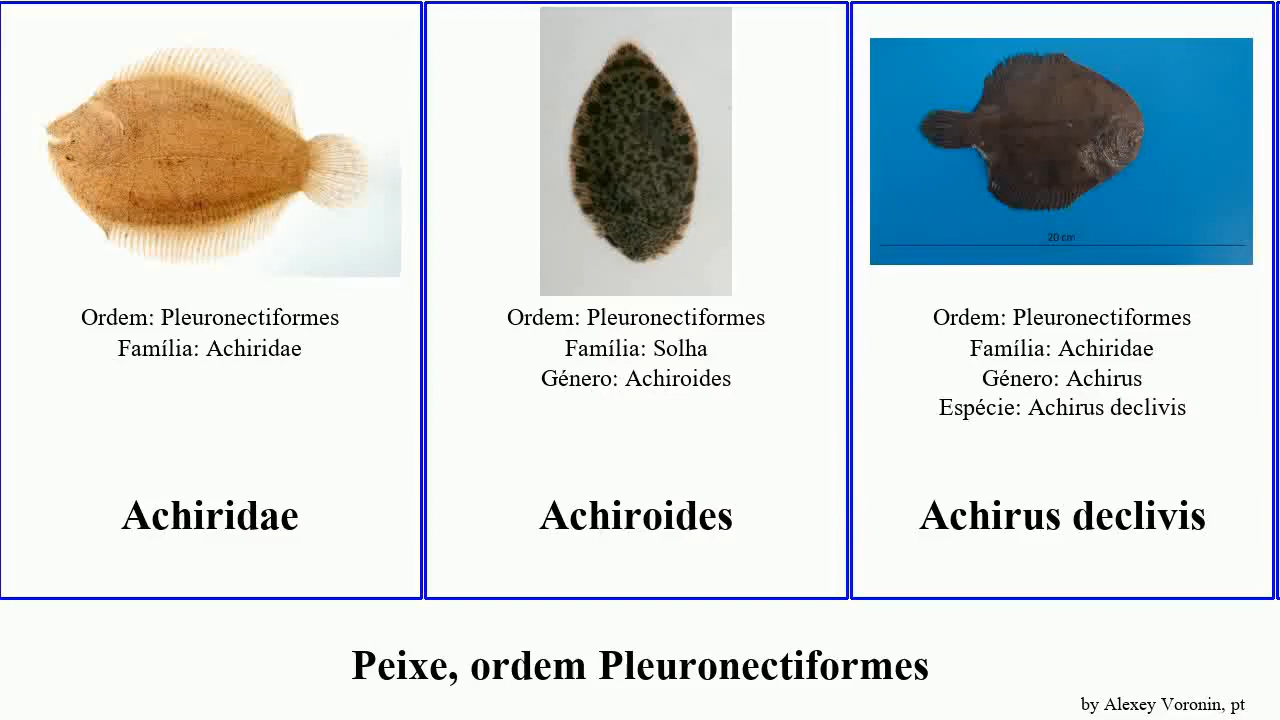 20 cm
Ordem: Pleuronectiformes
Família: Achiridae
Achiridae
Ordem: Pleuronectiformes
Família: Solha
Género: Achiroides
Achiroides
Ordem: Pleuronectiformes
Família: Achiridae
Género: Achirus
Espécie: Achirus declivis
Achirus declivis
Peixe, ordem Pleuronectiformes
by Alexey Voronin, pt